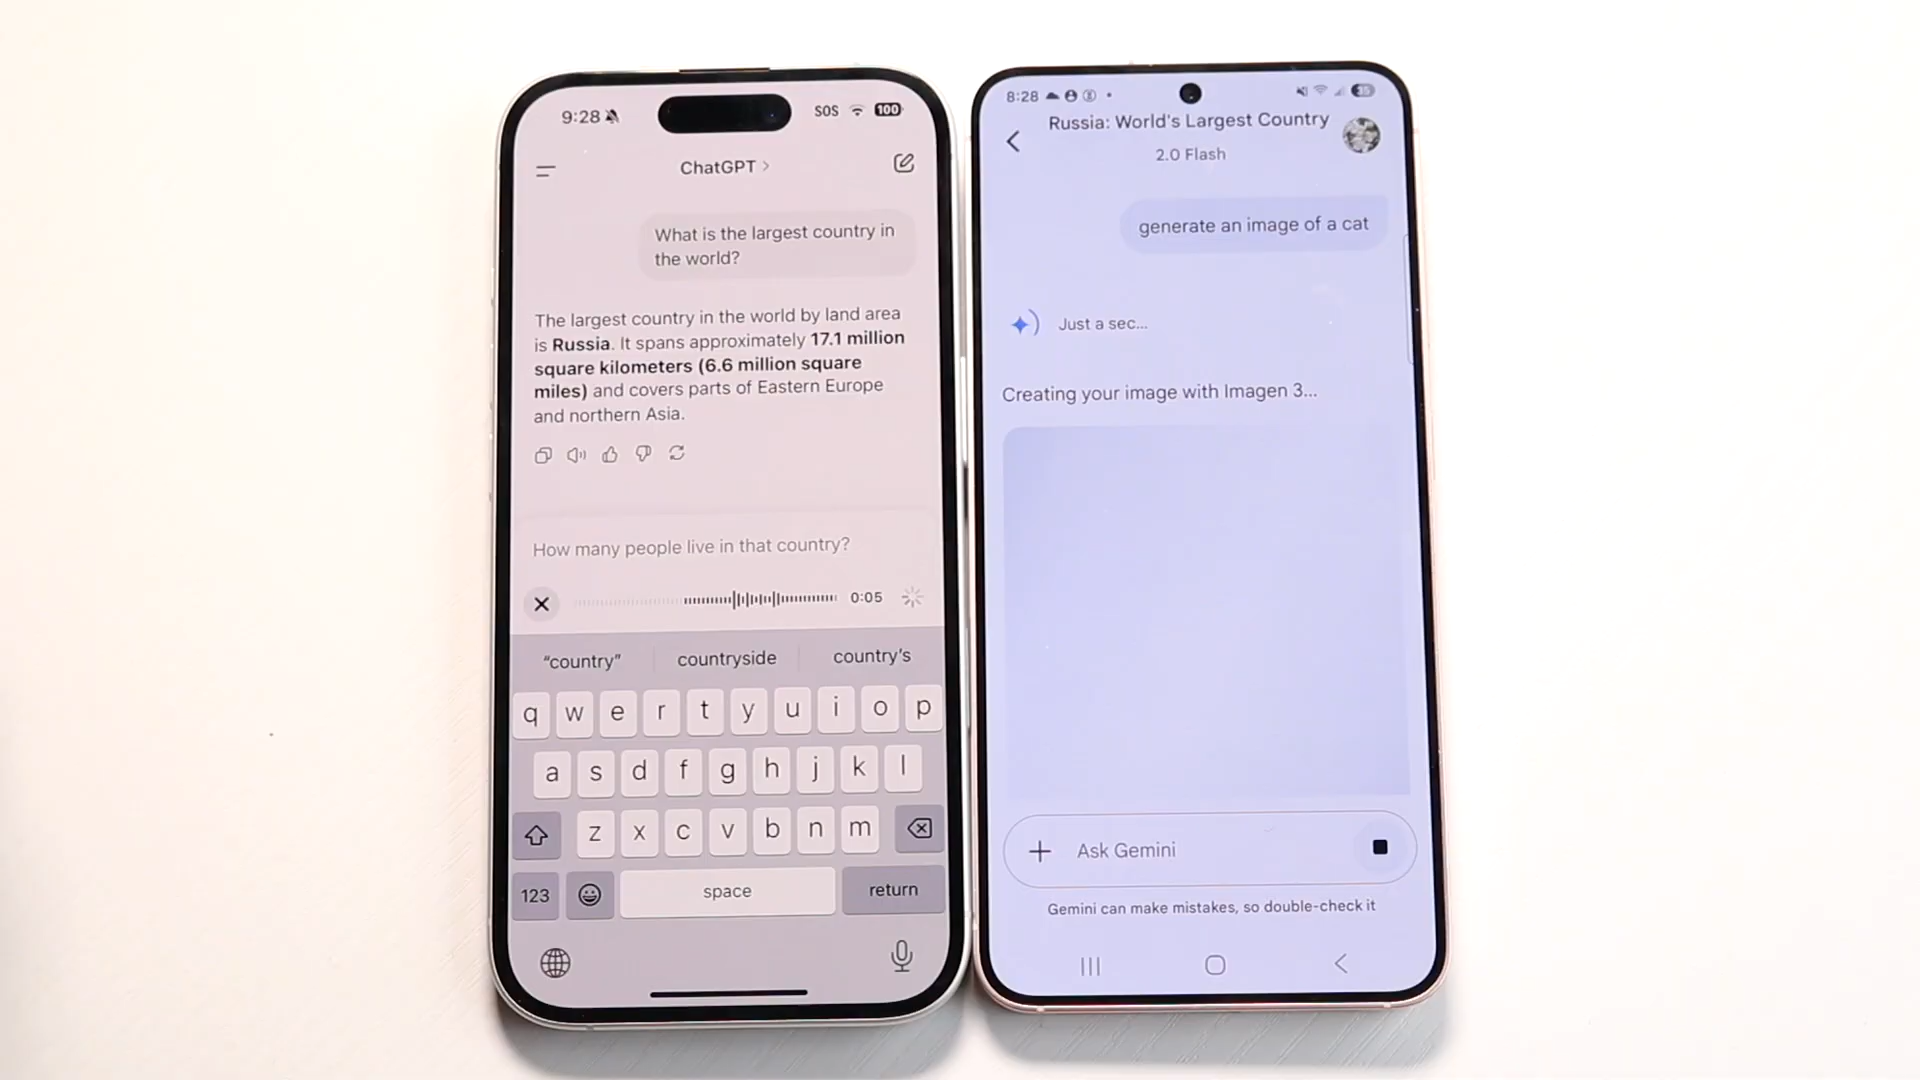 9:28
SOS
100
ChatGPT >
What is the largest country in
the world?
The largest country in the world by land area
is Russia. It spans approximately 17.1 million
square kilometers (6.6 million square
miles) and covers parts of Eastern Europe
and northern Asia.
How many people live in that country?
0:05
“country”
countryside
country’s
q w e r t y u i o p
a s d f g h j k l
z x c v b n m
123
space
return
8:28
Russia: World's Largest Country
2.0 Flash
generate an image of a cat
Just a sec...
Creating your image with Imagen 3...
Ask Gemini
Gemini can make mistakes, so double-check it